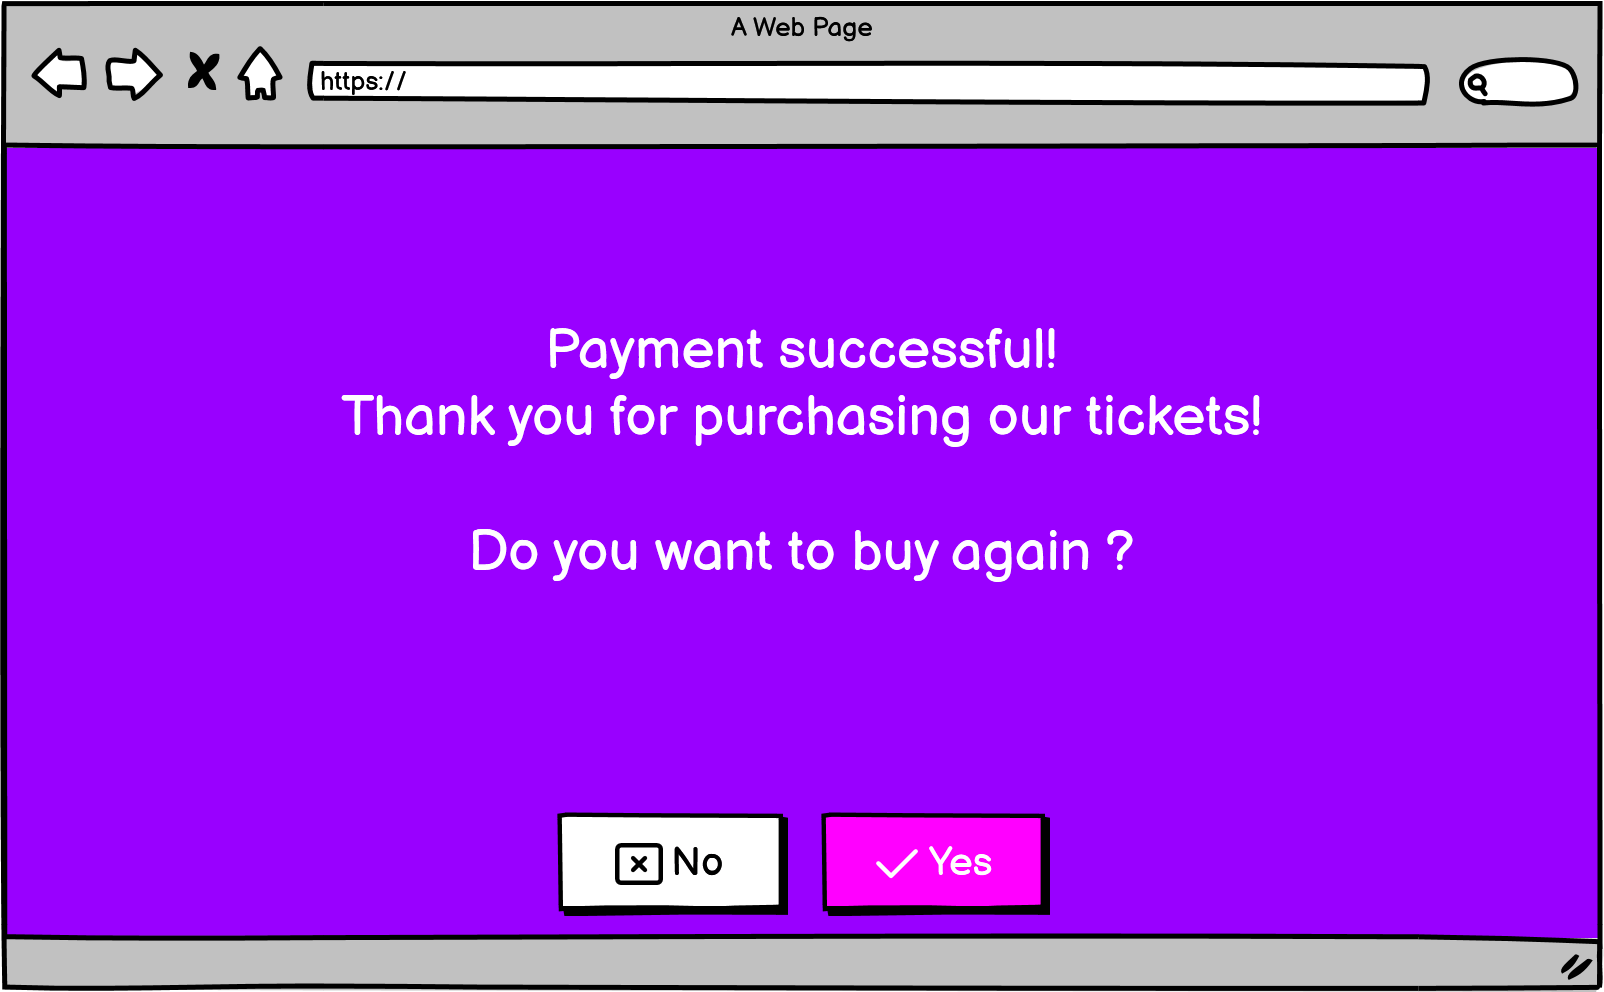 A Web Page
https://
Payment successful!
Thank you for purchasing our tickets!
Do you want to buy again ?
No
Yes